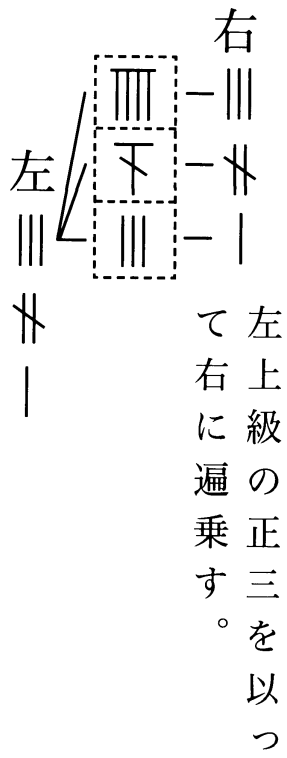 右 𝍢 𝍡⃥ 𝍠
𝍨 𝍥⃥ 𝍢
左 𝍢 𝍡⃥ 𝍠
左上級の正三を以っ
て右に遍乗す。